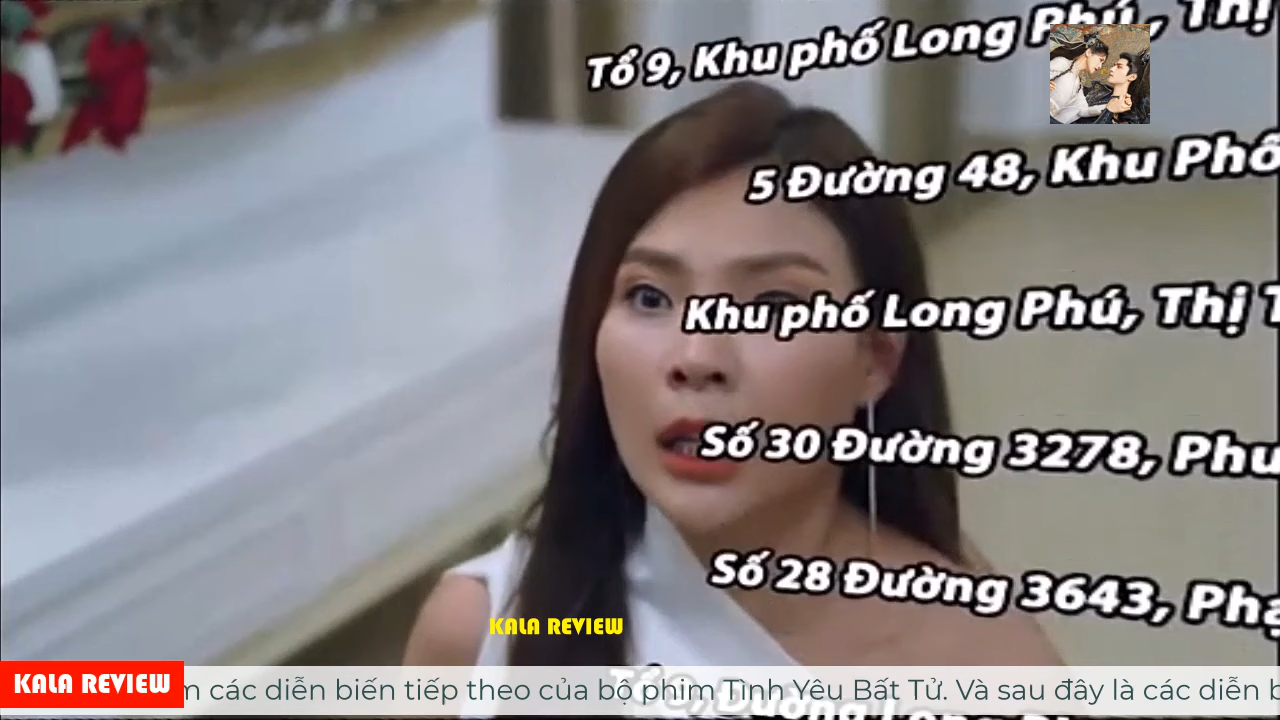 Tổ 9, Khu phố Long Phú, Thị
5 Đường 48, Khu Phố
Khu phố Long Phú, Thị T
Số 30 Đường 3278, Phư
Số 28 Đường 3643, Phạ
KALA REVIEW
KALA REVIEW
m các diễn biến tiếp theo của bộ phim Tình Yêu Bất Tử. Và sau đây là các diễn b